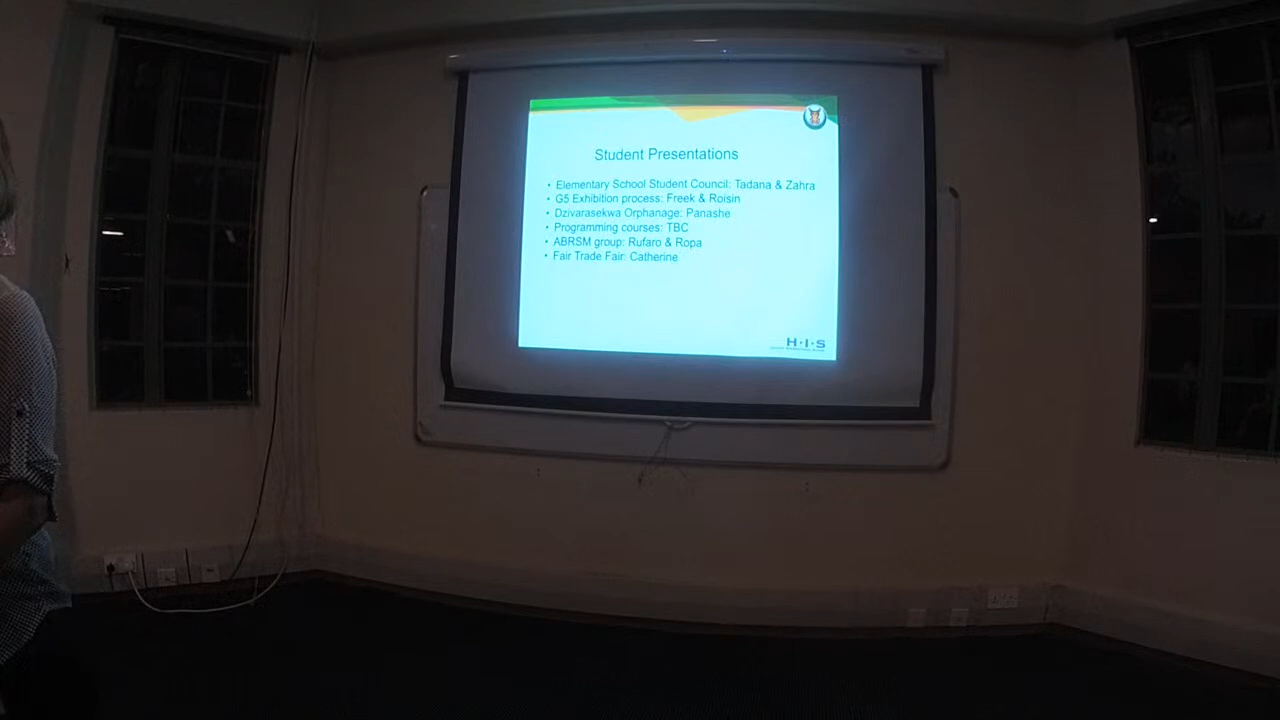 Student Presentations
• Elementary School Student Council: Tadana & Zahra
• G5 Exhibition process: Freek & Roisin
• Dzivarasekwa Orphanage: Panashe
• Programming courses: TBC
• ABRSM group: Rufaro & Ropa
• Fair Trade Fair: Catherine
H·I·S